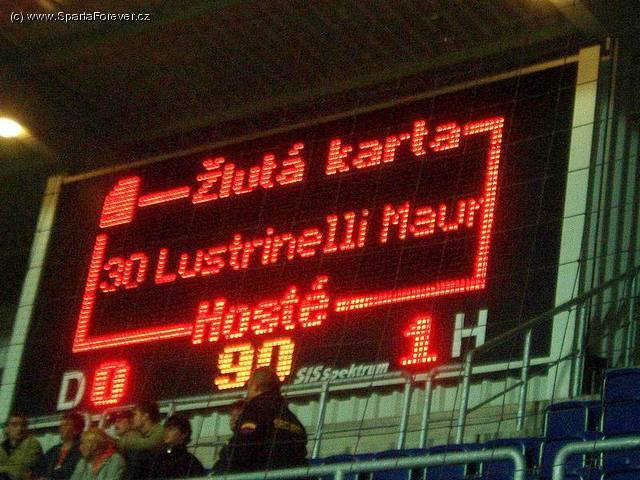 (c) www.SpartaForever.cz
Žlutá karta
30 Lustrinelli Maur
Hosté
D 0 90 1 H
SISSpektrum